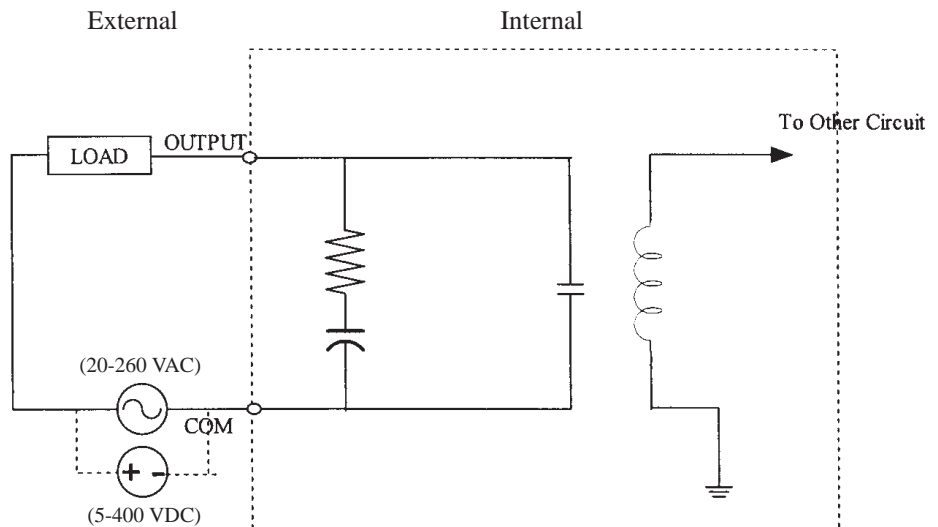 External
Internal
To Other Circuit
OUTPUT
LOAD
(20-260 VAC)
COM
+ -
(5-400 VDC)